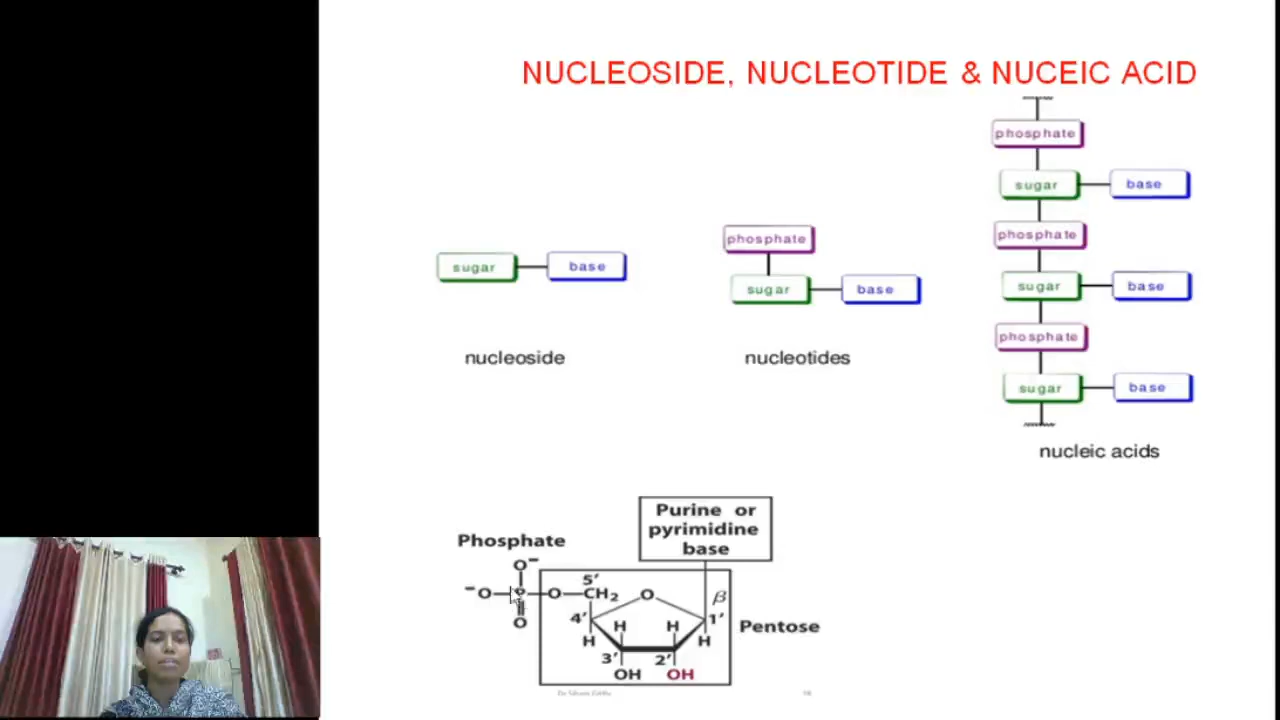 NUCLEOSIDE, NUCLEOTIDE & NUCEIC ACID
phosphate
sugar base
phosphate
sugar base
phosphate
sugar base
nucleic acids
sugar base
nucleoside
phosphate
sugar base
nucleotides
Purine or
pyrimidine
base
Phosphate
O⁻
⁻O P O 5' CH₂ O β
O 4' H H H 1' H Pentose
3' 2'
OH OH